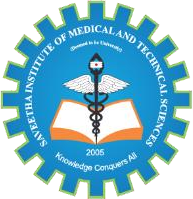 SAVEETHA INSTITUTE OF MEDICAL AND TECHNICAL SCIENCES
(Deemed to be University)
2005
Knowledge Conquers All